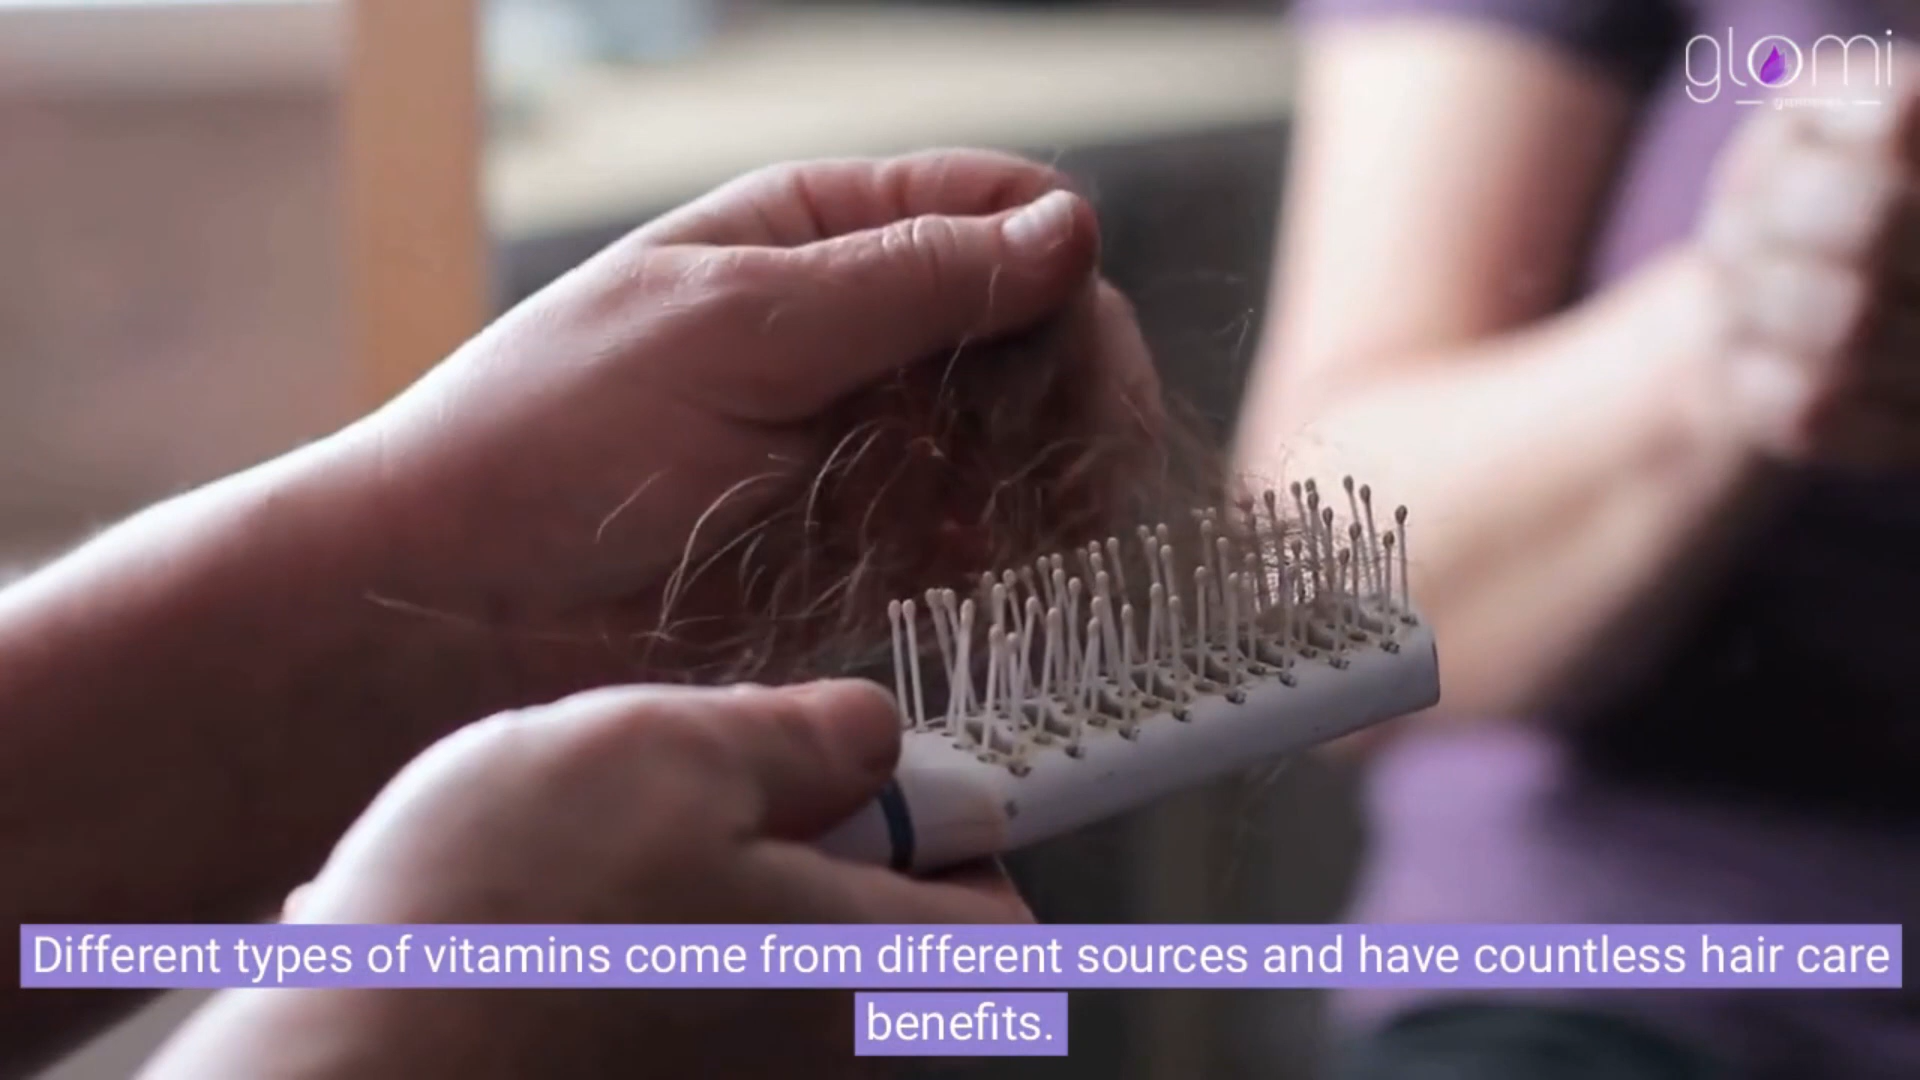 glomi
Different types of vitamins come from different sources and have countless hair care
benefits.